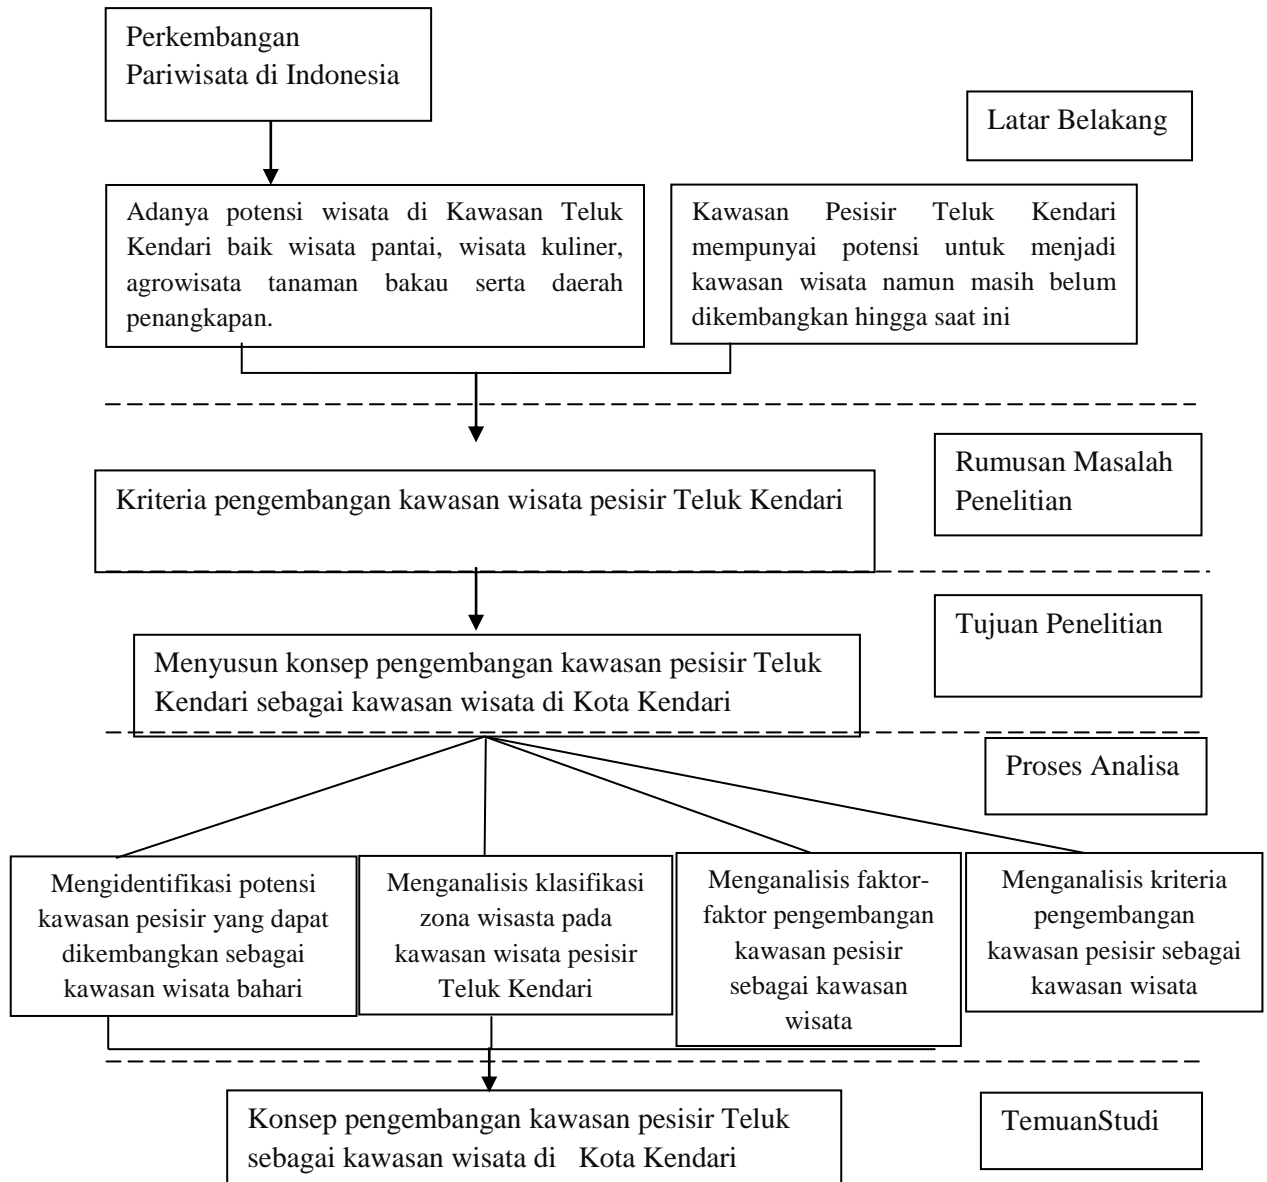 Perkembangan
Pariwisata di Indonesia
Latar Belakang
Adanya potensi wisata di Kawasan Teluk
Kendari baik wisata pantai, wisata kuliner,
agrowisata tanaman bakau serta daerah
penangkapan.
Kawasan Pesisir Teluk Kendari
mempunyai potensi untuk menjadi
kawasan wisata namun masih belum
dikembangkan hingga saat ini
Rumusan Masalah
Penelitian
Kriteria pengembangan kawasan wisata pesisir Teluk Kendari
Tujuan Penelitian
Menyusun konsep pengembangan kawasan pesisir Teluk
Kendari sebagai kawasan wisata di Kota Kendari
Proses Analisa
Mengidentifikasi potensi
kawasan pesisir yang dapat
dikembangkan sebagai
kawasan wisata bahari
Menganalisis klasifikasi
zona wisasta pada
kawasan wisata pesisir
Teluk Kendari
Menganalisis faktor-
faktor pengembangan
kawasan pesisir
sebagai kawasan
wisata
Menganalisis kriteria
pengembangan
kawasan pesisir sebagai
kawasan wisata
Konsep pengembangan kawasan pesisir Teluk
sebagai kawasan wisata di Kota Kendari
TemuanStudi